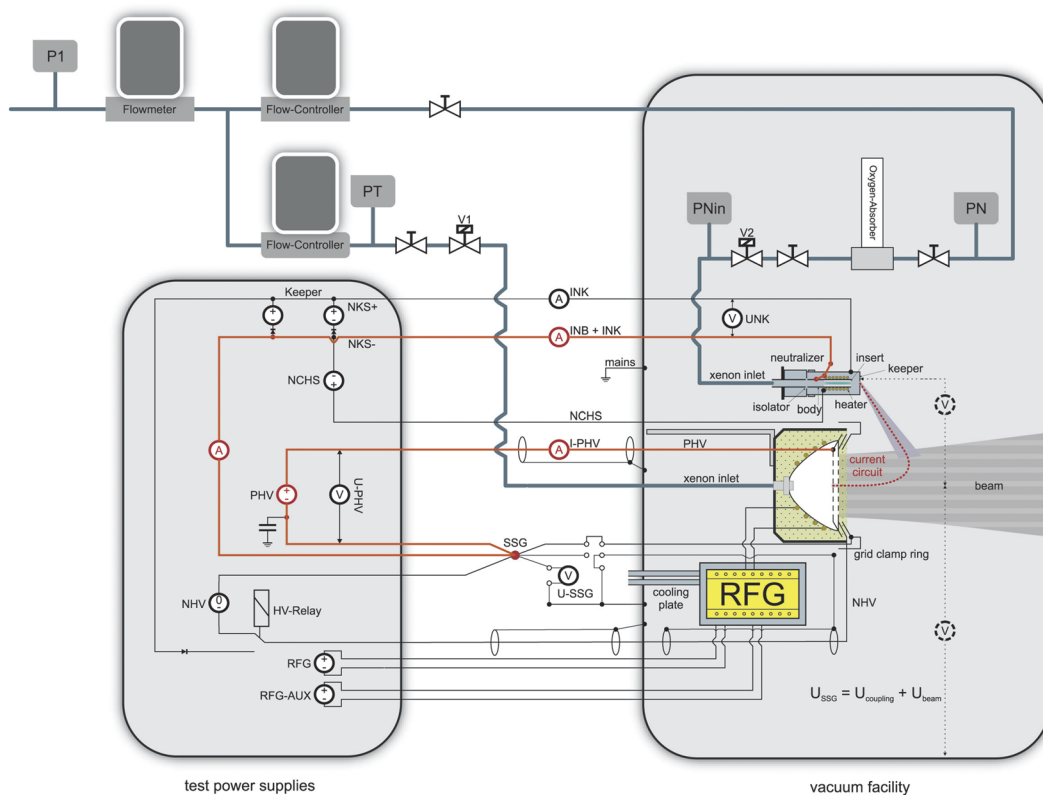 P1
Flowmeter
Flow-Controller
Flow-Controller
PT
V1
PNin
V2
Oxygen-Absorber
PN
Keeper
NKS+
NKS-
NCHS
A
INK
A
INB + INK
V
UNK
mains
xenon inlet
neutralizer
insert
keeper
isolator
body
heater
NCHS
V
A
I-PHV
PHV
current
circuit
beam
xenon inlet
A
PHV
V
U-PHV
SSG
V
U-SSG
grid clamp ring
cooling
plate
RFG
NHV
NHV
0
HV-Relay
RFG
RFG-AUX
V
USSG = Ucoupling + Ubeam
test power supplies
vacuum facility